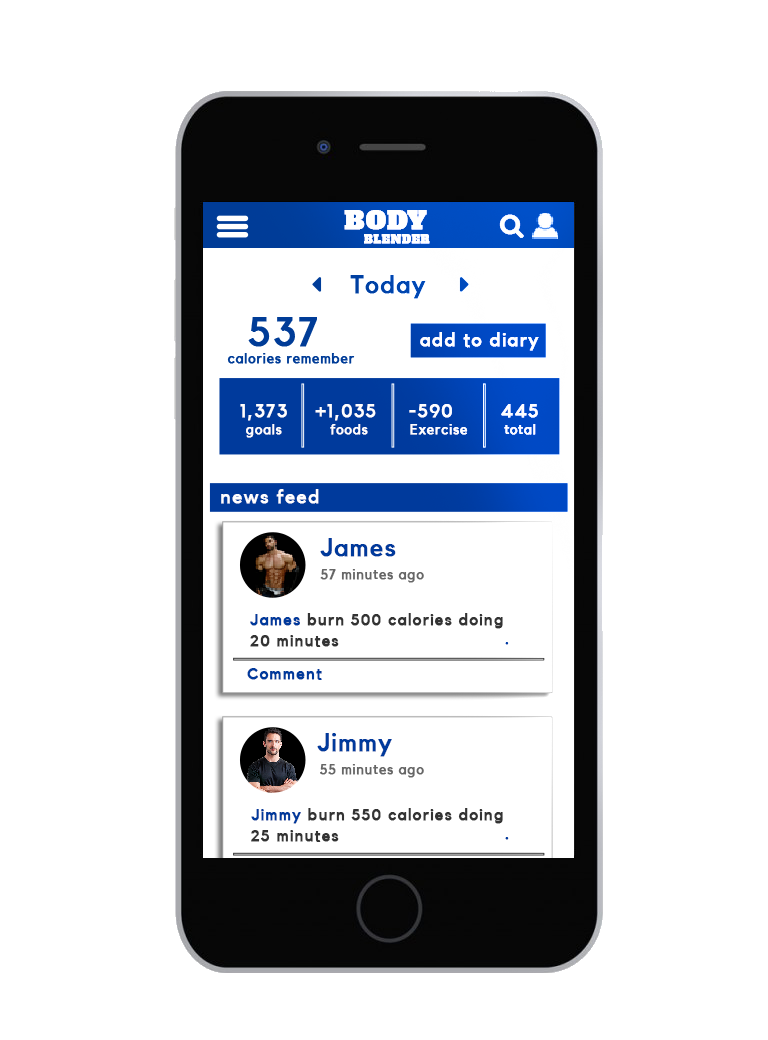 BODY
BLENDER
Today
537
calories remember
add to diary
1,373
goals
+1,035
foods
-590
Exercise
445
total
news feed
James
57 minutes ago
James burn 500 calories doing
20 minutes
Comment
Jimmy
55 minutes ago
Jimmy burn 550 calories doing
25 minutes